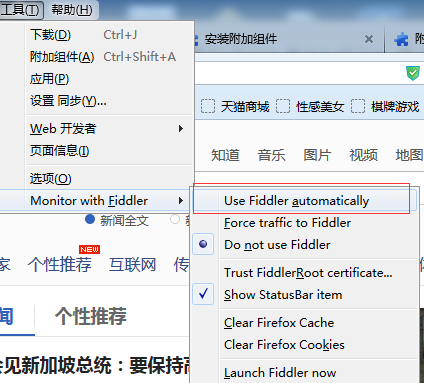 工具(T) 帮助(H)
下载(D) Ctrl+J
安装附加组件
附加组件(A) Ctrl+Shift+A
应用(P)
设置 同步(Y)...
天猫商城 性感美女 棋牌游戏
Web 开发者
页面信息(I)
知道 音乐 图片 视频 地图
选项(O)
Monitor with Fiddler
Use Fiddler automatically
新闻全文
Force traffic to Fiddler
Do not use Fiddler
NEW
家 个性推荐 互联网 传
Trust FiddlerRoot certificate...
Show StatusBar item
闻 个性推荐
Clear Firefox Cache
Clear Firefox Cookies
会见新加坡总统：要保持高
Launch Fiddler now